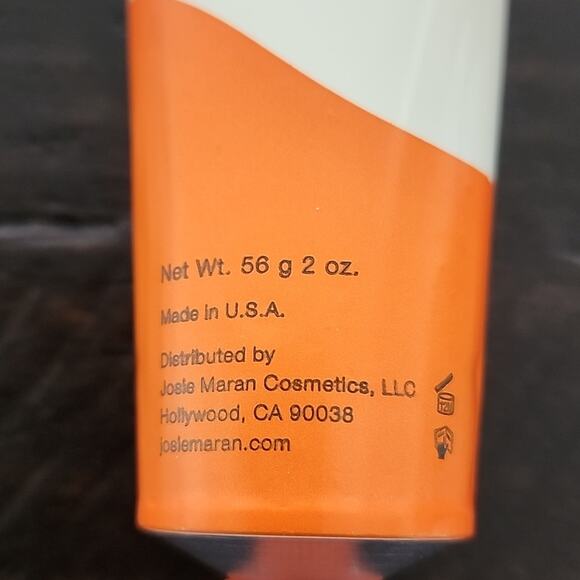 Net Wt. 56 g 2 oz.
Made in U.S.A.
Distributed by
Josie Maran Cosmetics, LLC
Hollywood, CA 90038
josiemaran.com